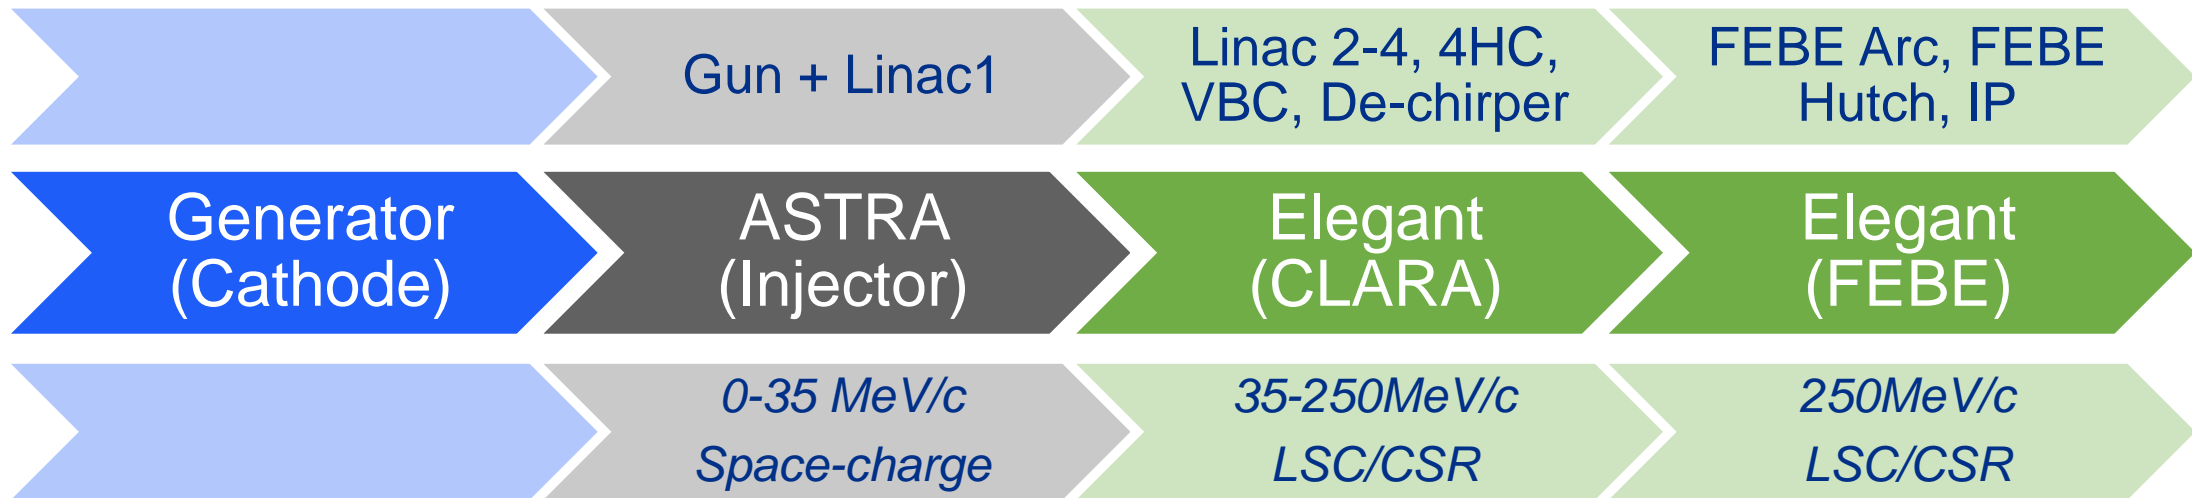 Gun + Linac1
Linac 2-4, 4HC,
VBC, De-chirper
FEBE Arc, FEBE
Hutch, IP
Generator
(Cathode)
ASTRA
(Injector)
Elegant
(CLARA)
Elegant
(FEBE)
0-35 MeV/c
Space-charge
35-250MeV/c
LSC/CSR
250MeV/c
LSC/CSR